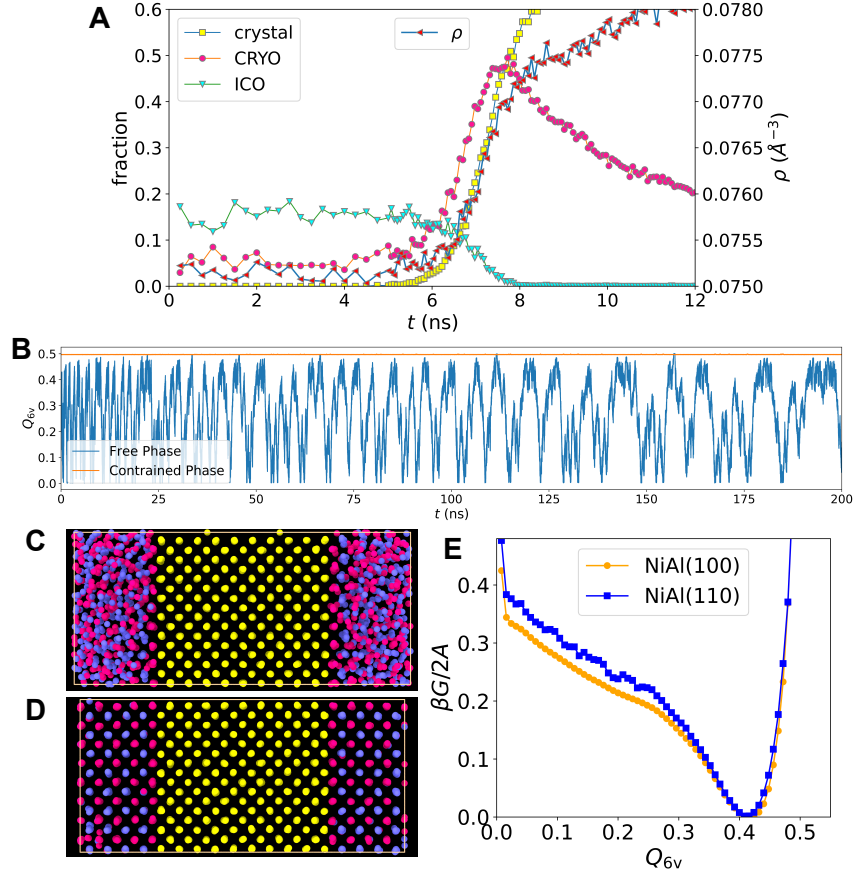 A
crystal
CRYO
ICO
ρ
fraction
0.6
0.5
0.4
0.3
0.2
0.1
0.0
0.0780
0.0775
0.0770
0.0765
0.0760
0.0755
0.0750
ρ (Å⁻³)
0 2 4 6 8 10 12
t (ns)
B
Q6v
0.5
0.4
0.3
0.2
0.1
0.0
Free Phase
Contrained Phase
0 25 50 75 100 125 150 175 200
t (ns)
C
D
E
NiAl(100)
NiAl(110)
βG/2A
0.4
0.3
0.2
0.1
0.0
0.0 0.1 0.2 0.3 0.4 0.5
Q6v